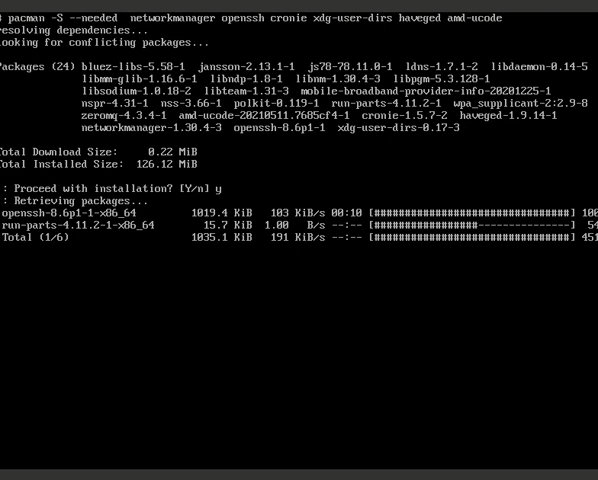 # pacman -S --needed  networkmanager openssh cronie xdg-user-dirs haveged amd-ucode
resolving dependencies...
looking for conflicting packages...
Packages (24) bluez-libs-5.58-1  jansson-2.13.1-1  js78-78.11.0-1  ldns-1.7.1-2  libdaemon-0.14-5
libmm-glib-1.16.6-1  libndp-1.8-1  libnm-1.30.4-3  libpgm-5.3.128-1
libsodium-1.0.18-2  libteam-1.31-3  mobile-broadband-provider-info-20201225-1
nspr-4.31-1  nss-3.66-1  polkit-0.119-1  run-parts-4.11.2-1  wpa_supplicant-2:2.9-8
zeromq-4.3.4-1  amd-ucode-20210511.7685cf4-1  cronie-1.5.7-2  haveged-1.9.14-1
networkmanager-1.30.4-3  openssh-8.6p1-1  xdg-user-dirs-0.17-3
Total Download Size:     0.22 MiB
Total Installed Size:  126.12 MiB
: Proceed with installation? [Y/n] y
: Retrieving packages...
openssh-8.6p1-1-x86_64 1019.4 KiB 103 KiB/s 00:10 [################################] 100
run-parts-4.11.2-1-x86_64 15.7 KiB 1.00 B/s --:-- [#################---------------] 54
Total (1/6) 1035.1 KiB 191 KiB/s --:-- [################################] 451